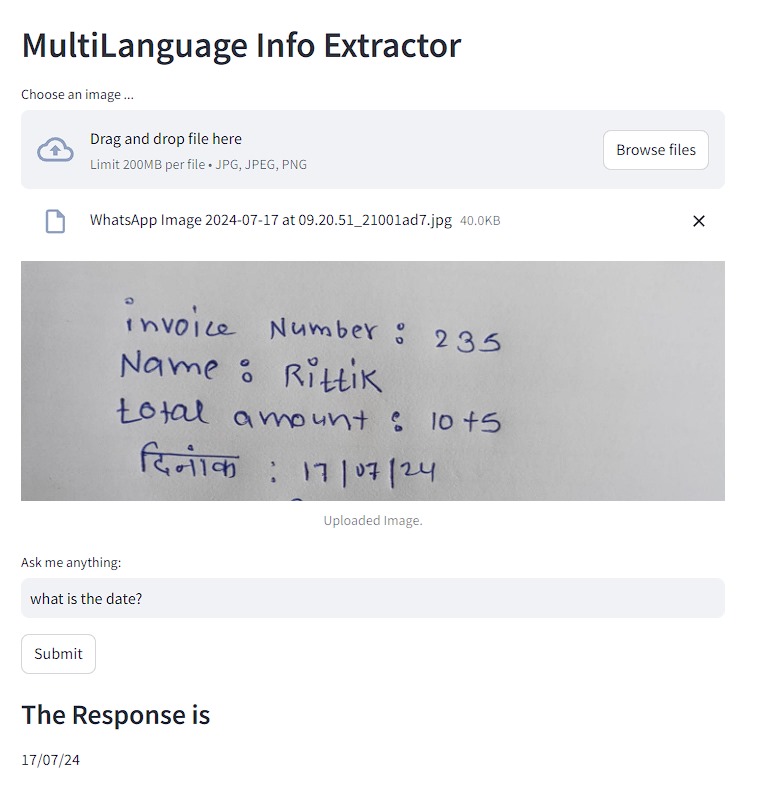 MultiLanguage Info Extractor
Choose an image ...
Drag and drop file here
Limit 200MB per file • JPG, JPEG, PNG
Browse files
WhatsApp Image 2024-07-17 at 09.20.51_21001ad7.jpg 40.0KB
invoice Number : 235
Name : Rittik
total amount : 10+5
दिनांक : 17/07/24
Uploaded Image.
Ask me anything:
what is the date?
Submit
The Response is
17/07/24